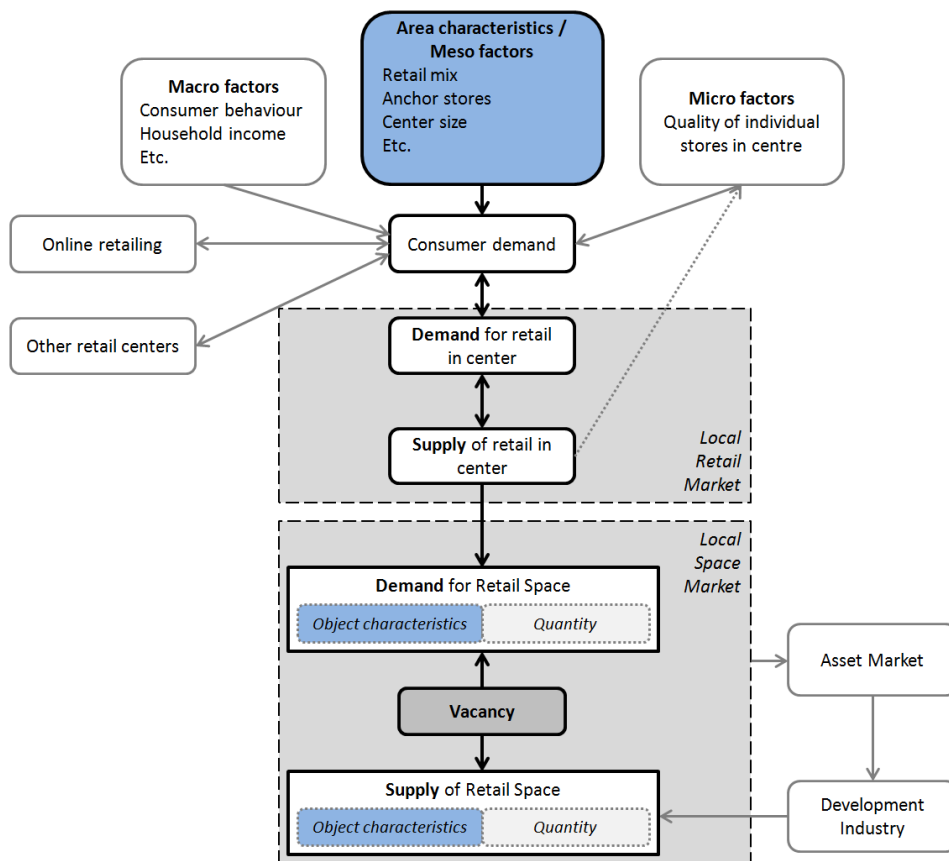 Area characteristics /
Meso factors
Retail mix
Anchor stores
Center size
Etc.
Macro factors
Consumer behaviour
Household income
Etc.
Micro factors
Quality of individual
stores in centre
Online retailing
Consumer demand
Other retail centers
Demand for retail
in center
Supply of retail in
center
Local
Retail
Market
Local
Space
Market
Demand for Retail Space
Object characteristics
Quantity
Asset Market
Vacancy
Supply of Retail Space
Object characteristics
Quantity
Development
Industry